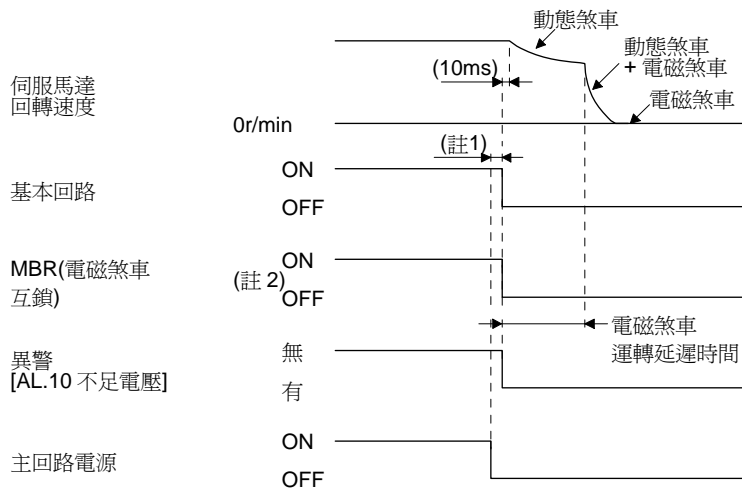 動態煞車
動態煞車
+ 電磁煞車
電磁煞車
(10ms)
伺服馬達
回轉速度
0r/min
(註1)
基本回路
ON
OFF
MBR(電磁煞車
互鎖)
(註 2)
ON
OFF
電磁煞車
運轉延遲時間
異警
[AL.10 不足電壓]
無
有
主回路電源
ON
OFF